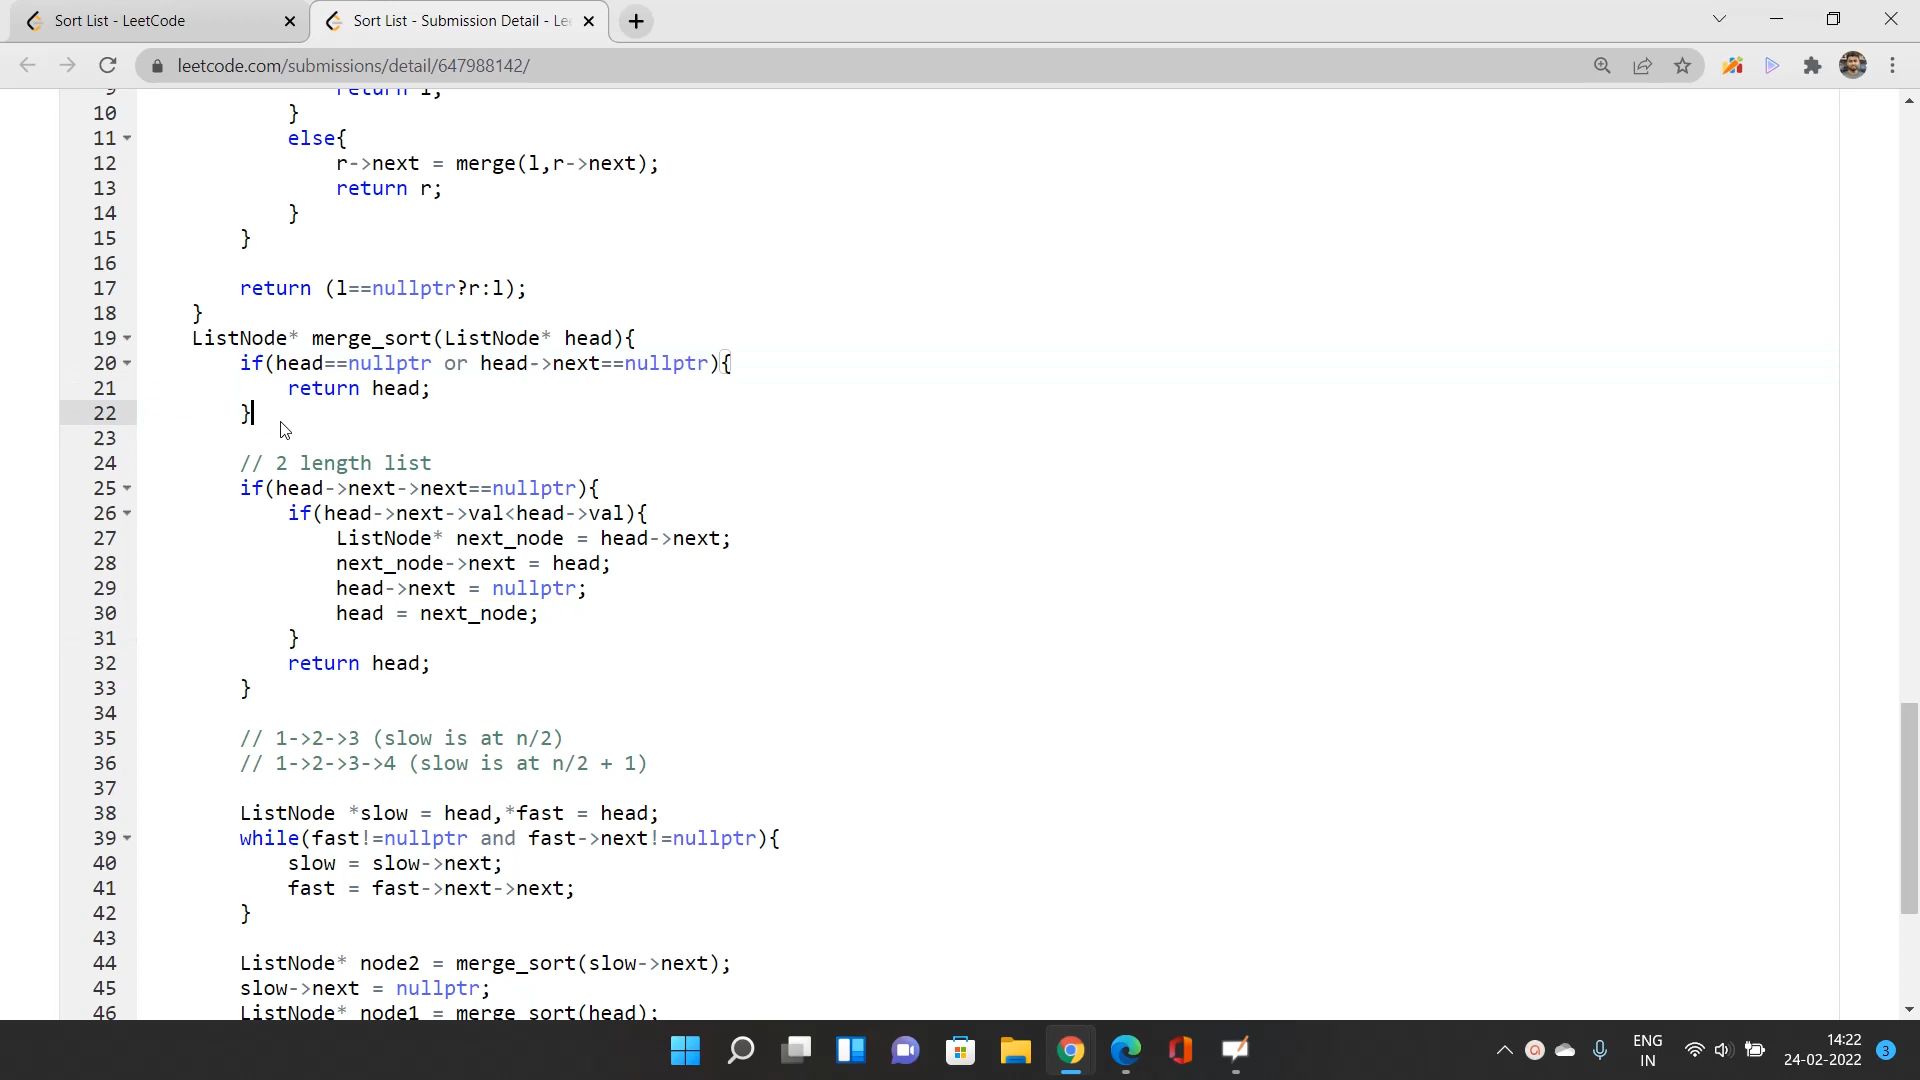 Sort List - LeetCode
Sort List - Submission Detail - Le
leetcode.com/submissions/detail/647988142/
9 return l;
10 }
11 else{
12 r->next = merge(l,r->next);
13 return r;
14 }
15 }
16
17 return (l==nullptr?r:l);
18 }
19 ListNode* merge_sort(ListNode* head){
20 if(head==nullptr or head->next==nullptr){
21 return head;
22 }
23
24 // 2 length list
25 if(head->next->next==nullptr){
26 if(head->next->val<head->val){
27 ListNode* next_node = head->next;
28 next_node->next = head;
29 head->next = nullptr;
30 head = next_node;
31 }
32 return head;
33 }
34
35 // 1->2->3 (slow is at n/2)
36 // 1->2->3->4 (slow is at n/2 + 1)
37
38 ListNode *slow = head,*fast = head;
39 while(fast!=nullptr and fast->next!=nullptr){
40 slow = slow->next;
41 fast = fast->next->next;
42 }
43
44 ListNode* node2 = merge_sort(slow->next);
45 slow->next = nullptr;
46 ListNode* node1 = merge_sort(head);
ENG
IN
14:22
24-02-2022
3